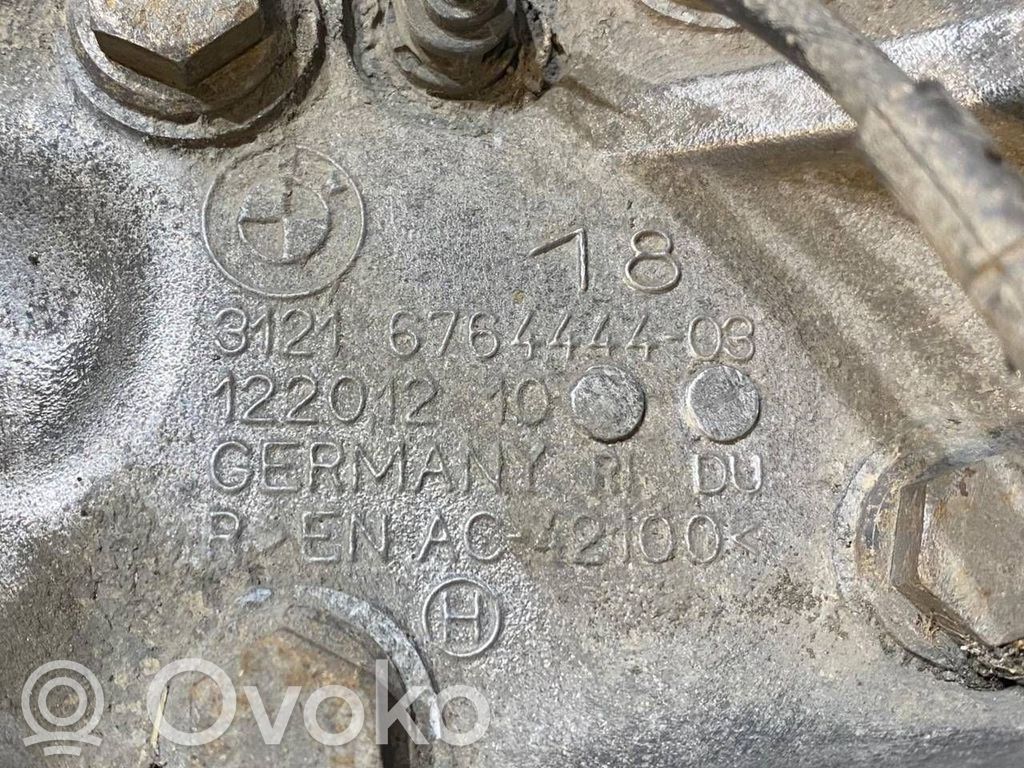 18
3121 6764444-03
122012 10
GERMANY RI DU
R >EN AC-42100<
H
Ovoko